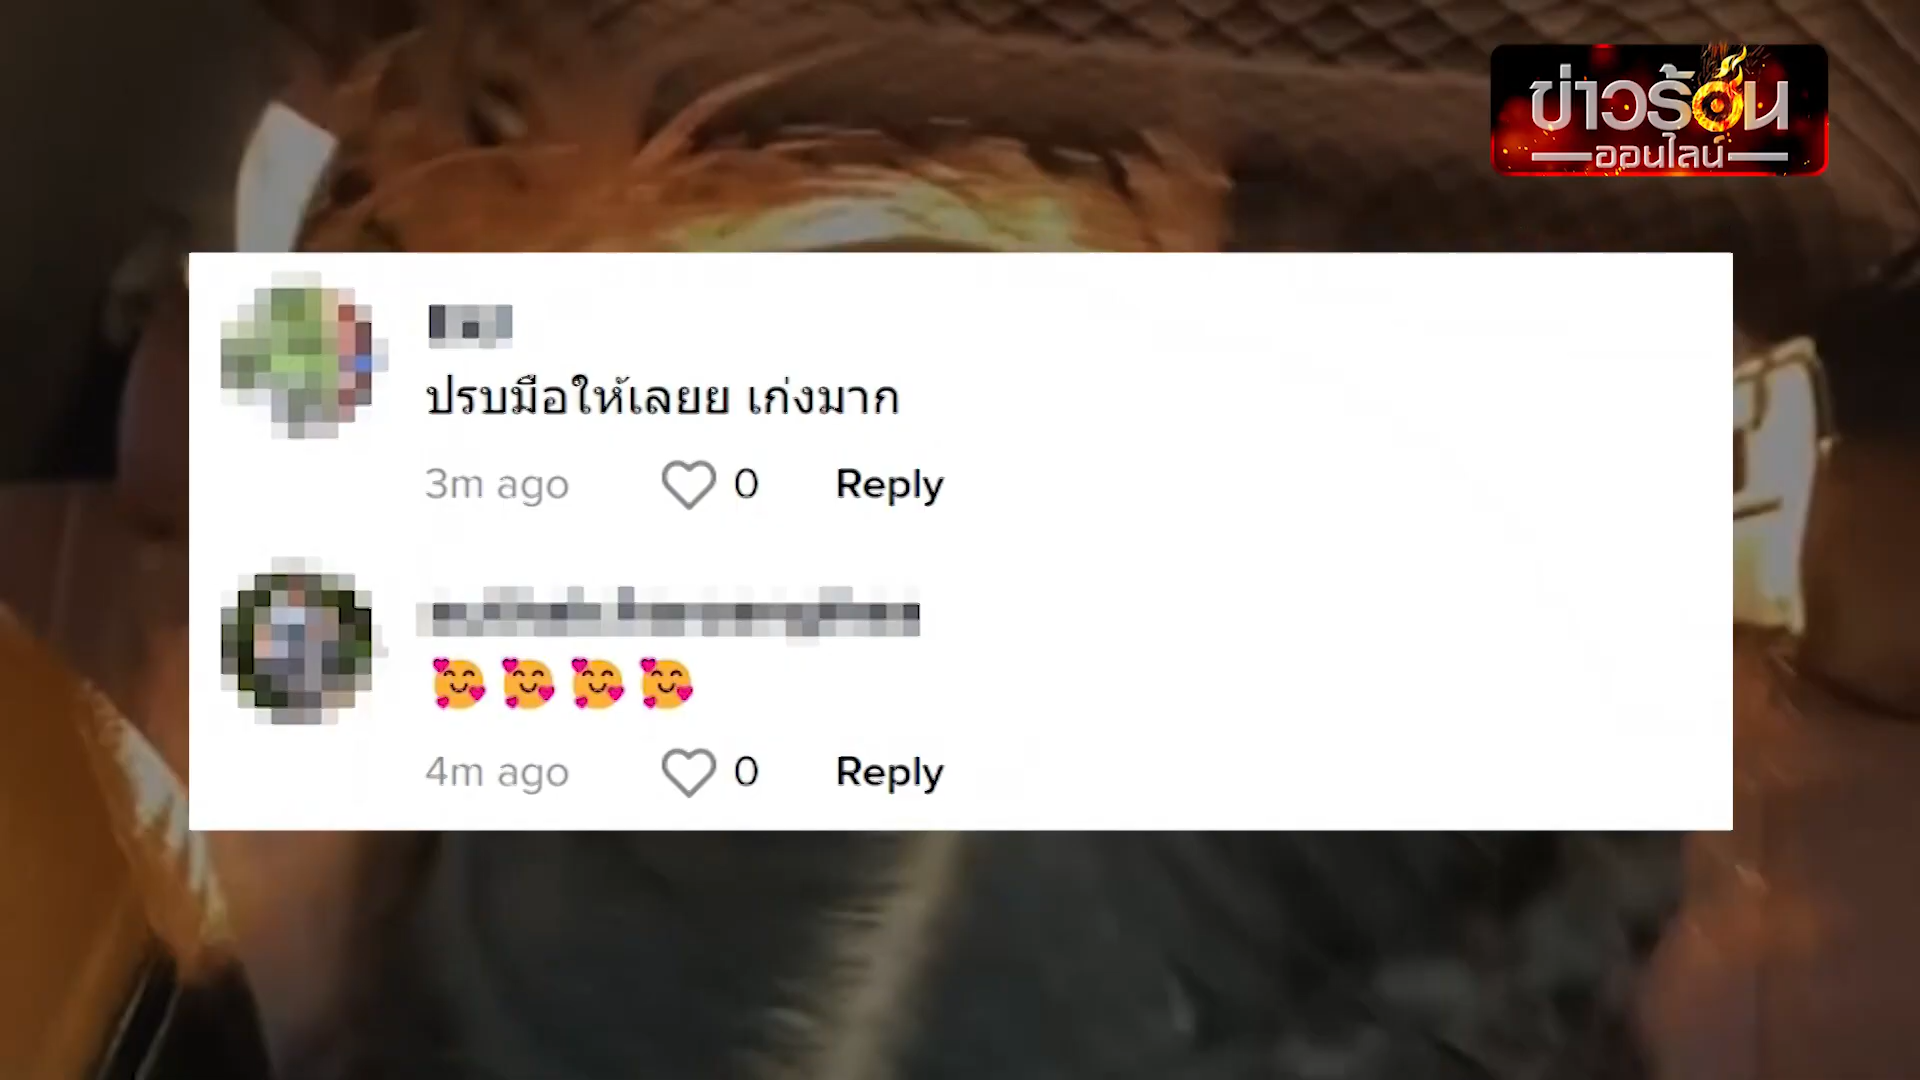 ข่าวร้อน
ออนไลน์
ปรบมือให้เลยย เก่งมาก
3m ago 0 Reply
🥰🥰🥰🥰
4m ago 0 Reply